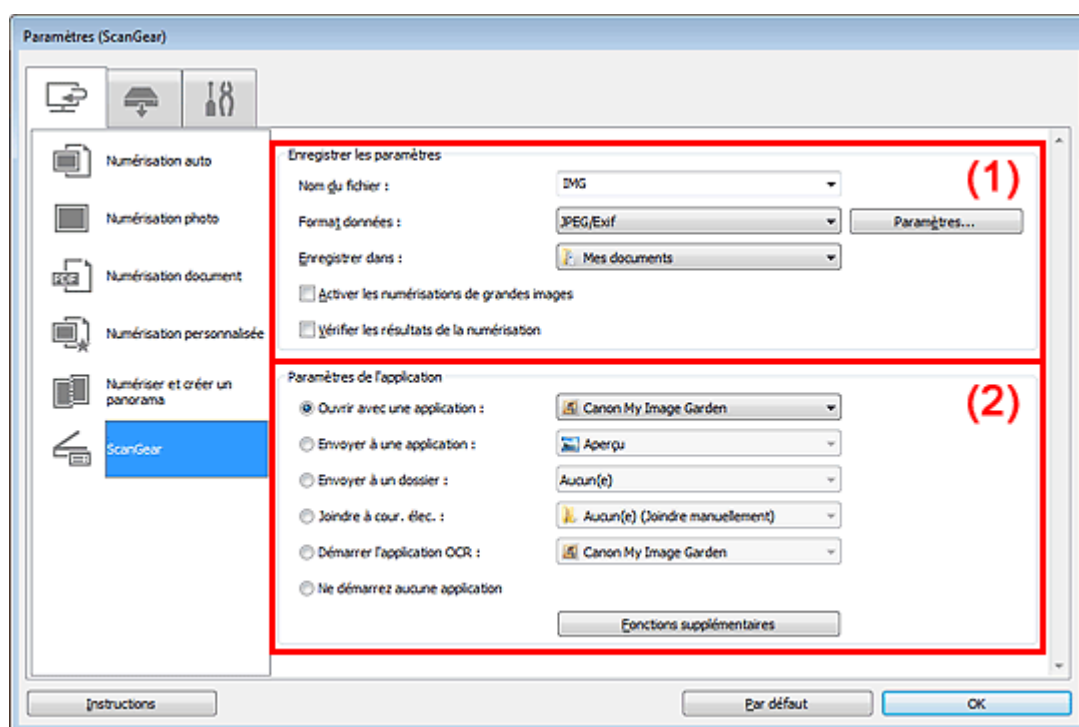 Paramètres (ScanGear)
Numérisation auto
Numérisation photo
Numérisation document
Numérisation personnalisée
Numériser et créer un
panorama
ScanGear
Enregistrer les paramètres
(1)
Nom du fichier : IMG
Format données : JPEG/Exif Paramètres...
Enregistrer dans : Mes documents
Activer les numérisations de grandes images
Vérifier les résultats de la numérisation
Paramètres de l'application
(2)
Ouvrir avec une application : Canon My Image Garden
Envoyer à une application : Aperçu
Envoyer à un dossier : Aucun(e)
Joindre à cour. élec. : Aucun(e) (Joindre manuellement)
Démarrer l'application OCR : Canon My Image Garden
Ne démarrez aucune application
Fonctions supplémentaires
Instructions Par défaut OK